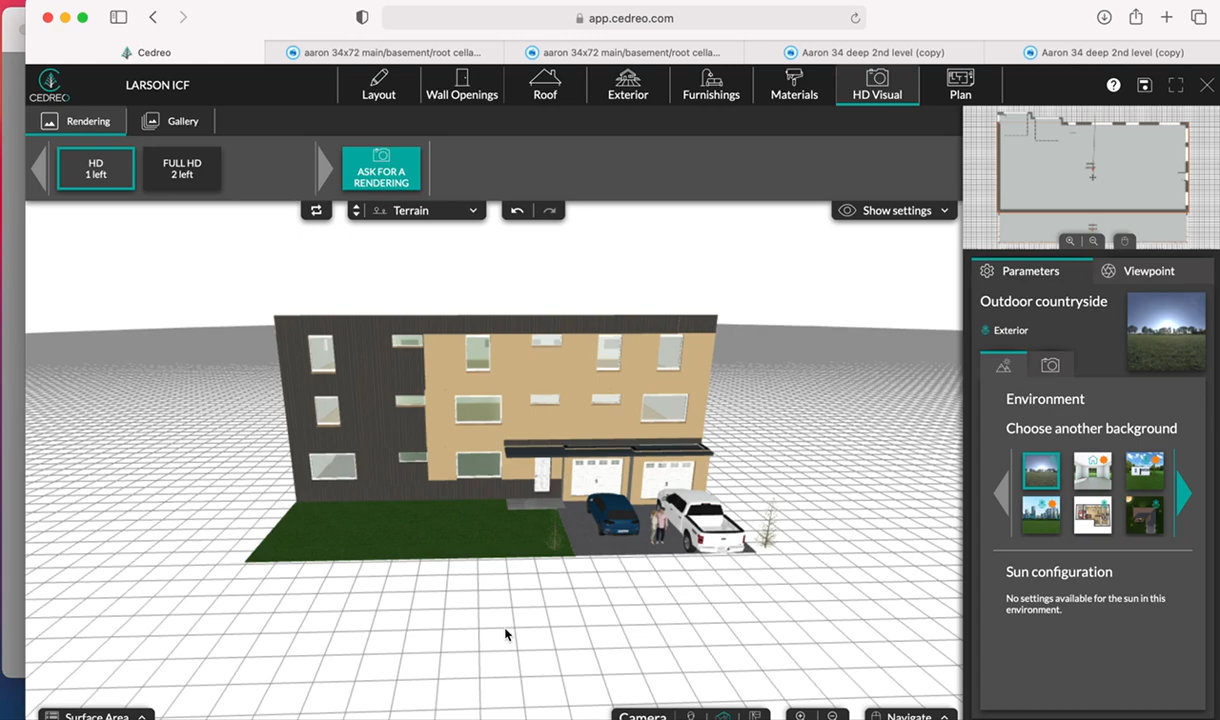 app.cedreo.com
Cedreo
aaron 34x72 main/basement/root cella...
aaron 34x72 main/basement/root cella...
Aaron 34 deep 2nd level (copy)
Aaron 34 deep 2nd level (copy)
CEDREO
LARSON ICF
Layout
Wall Openings
Roof
Exterior
Furnishings
Materials
HD Visual
Plan
?
Rendering
Gallery
HD
1 left
FULL HD
2 left
ASK FOR A
RENDERING
Terrain
Show settings
Parameters
Viewpoint
Outdoor countryside
Exterior
Environment
Choose another background
Sun configuration
No settings available for the sun in this
environment.
Surface Area
Camera
Navigate